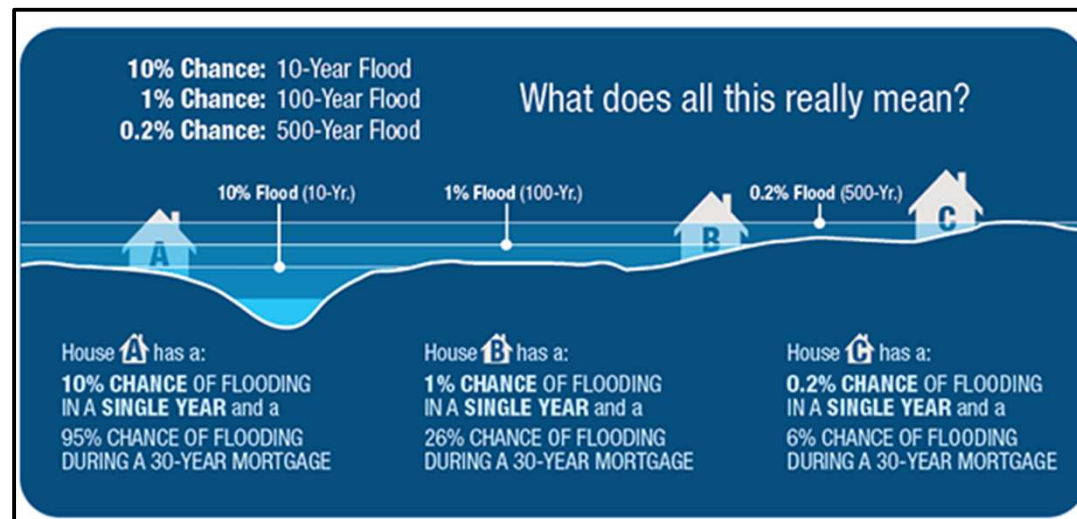 10% Chance: 10-Year Flood
1% Chance: 100-Year Flood
0.2% Chance: 500-Year Flood
What does all this really mean?
10% Flood (10-Yr.)
1% Flood (100-Yr.)
0.2% Flood (500-Yr.)
A
B
C
House A has a:
10% CHANCE OF FLOODING
IN A SINGLE YEAR and a
95% CHANCE OF FLOODING
DURING A 30-YEAR MORTGAGE
House B has a:
1% CHANCE OF FLOODING
IN A SINGLE YEAR and a
26% CHANCE OF FLOODING
DURING A 30-YEAR MORTGAGE
House C has a:
0.2% CHANCE OF FLOODING
IN A SINGLE YEAR and a
6% CHANCE OF FLOODING
DURING A 30-YEAR MORTGAGE